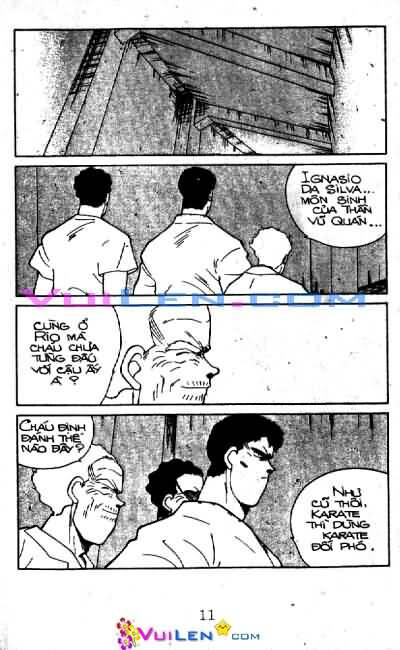 IGNASIO
DA SILVA...
MÔN SINH
CỦA THẦN
VŨ QUÁN...
VUILEN.COM
CÙNG Ở
RIO MÀ
CHÁU CHƯA
TỪNG ĐẤU
VỚI CẬU ẤY
À?
CHÁU ĐỊNH
ĐÁNH THẾ
NÀO ĐÂY?
NHƯ
CŨ THÔI,
KARATE
THÌ DÙNG
KARATE
ĐỐI PHÓ.
11
VUILEN.COM